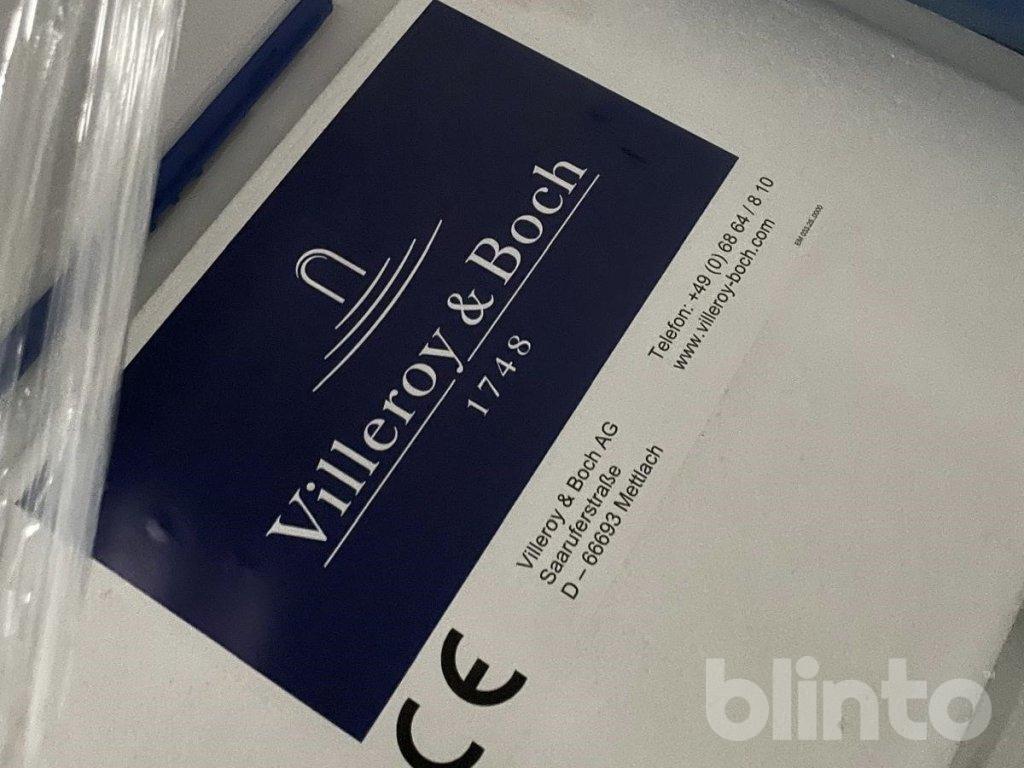 Villeroy & Boch
1748
Villeroy & Boch AG
Saaruferstraße
D – 66693 Mettlach
Telefon: +49 (0) 68 64 / 8 10
www.villeroy-boch.com
CE
blinto